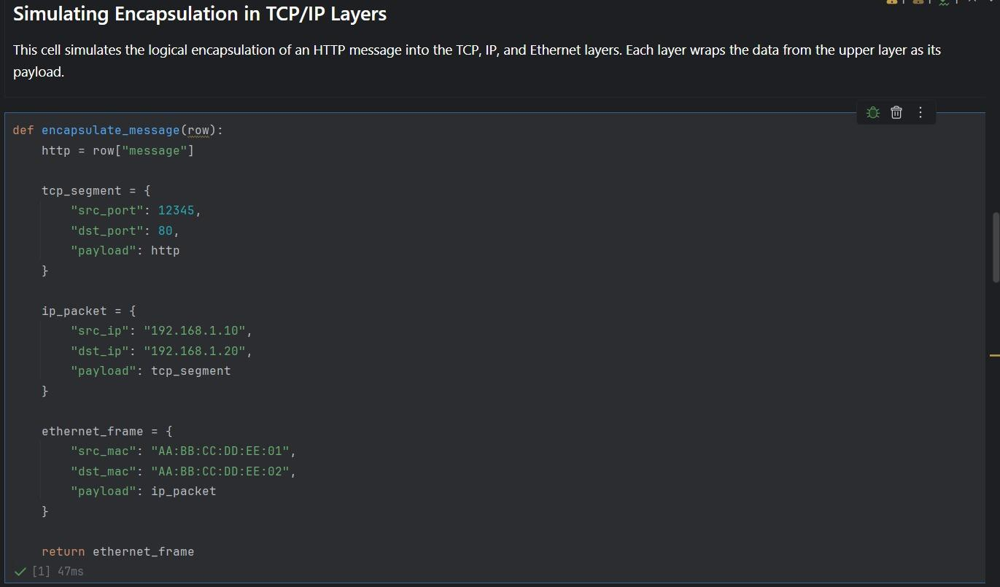 Simulating Encapsulation in TCP/IP Layers
This cell simulates the logical encapsulation of an HTTP message into the TCP, IP, and Ethernet layers. Each layer wraps the data from the upper layer as its
payload.
def encapsulate_message(row):
    http = row["message"]
    tcp_segment = {
        "src_port": 12345,
        "dst_port": 80,
        "payload": http
    }
    ip_packet = {
        "src_ip": "192.168.1.10",
        "dst_ip": "192.168.1.20",
        "payload": tcp_segment
    }
    ethernet_frame = {
        "src_mac": "AA:BB:CC:DD:EE:01",
        "dst_mac": "AA:BB:CC:DD:EE:02",
        "payload": ip_packet
    }
    return ethernet_frame
[1] 47ms